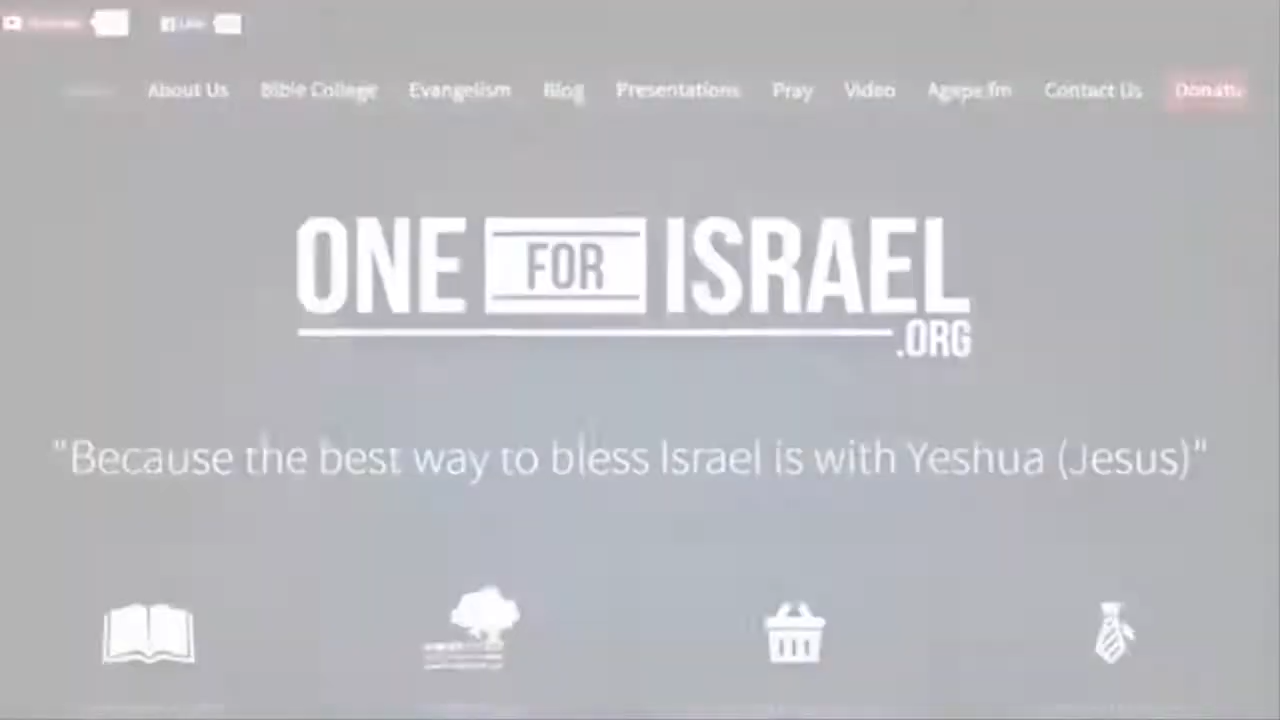 About Us Bible College Evangelism Blog Presentations Pray Video Agape.fm Contact Us Donate
ONE FOR ISRAEL
.ORG
"Because the best way to bless Israel is with Yeshua (Jesus)"